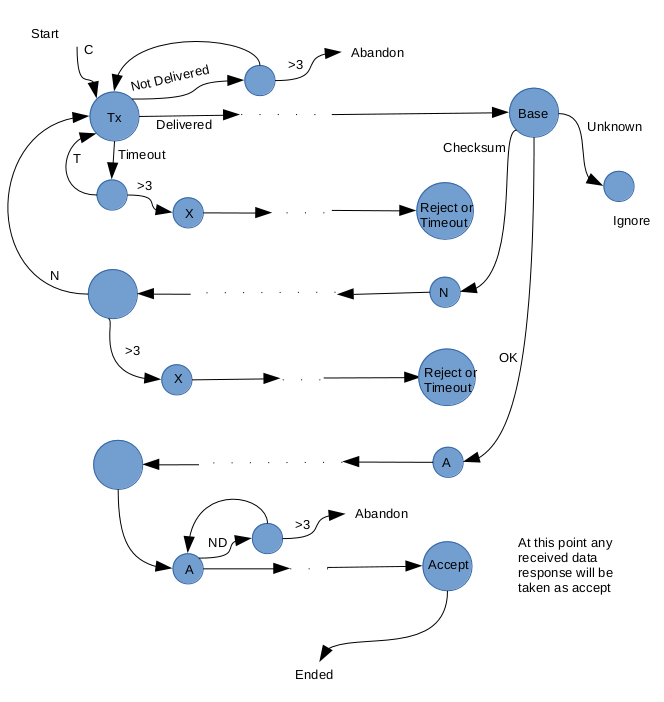 Start
C
>3
Abandon
Not Delivered
Tx
Delivered
Base
Unknown
Checksum
T
Timeout
>3
X
Reject or
Timeout
Ignore
N
N
>3
OK
X
Reject or
Timeout
A
ND
>3
Abandon
A
Accept
At this point any
received data
response will be
taken as accept
Ended